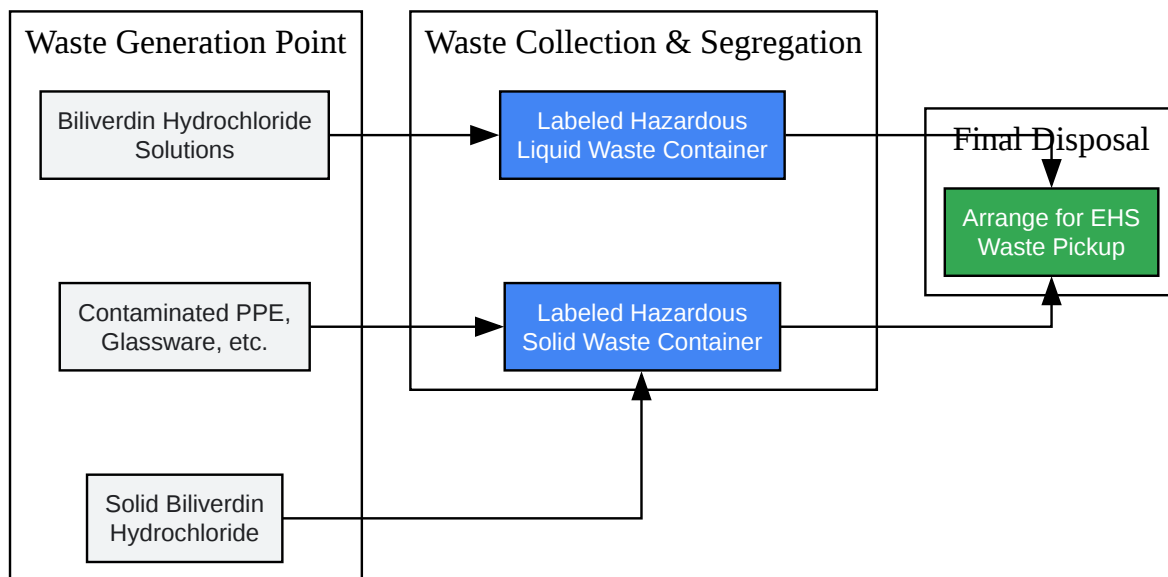 Waste Generation Point
Waste Collection & Segregation
Biliverdin Hydrochloride
Solutions
Labeled Hazardous
Liquid Waste Container
Final Disposal
Arrange for EHS
Waste Pickup
Contaminated PPE,
Glassware, etc.
Labeled Hazardous
Solid Waste Container
Solid Biliverdin
Hydrochloride